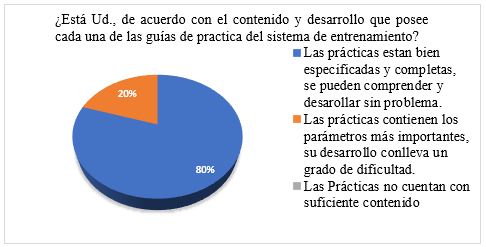 ¿Está Ud., de acuerdo con el contenido y desarrollo que posee
cada una de las guías de practica del sistema de entrenamiento?
Las prácticas estan bien
especificadas y completas,
se pueden comprender y
desarollar sin problema.
Las prácticas contienen los
parámetros más importantes,
su desarrollo conlleva un
grado de dificultad.
Las Prácticas no cuentan con
suficiente contenido
20%
80%